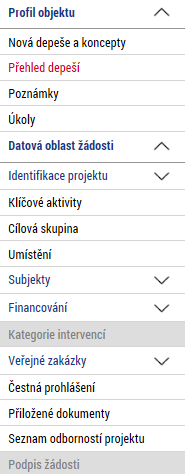 Profil objektu
Nová depeše a koncepty
Přehled depeší
Poznámky
Úkoly
Datová oblast žádosti
Identifikace projektu
Klíčové aktivity
Cílová skupina
Umístění
Subjekty
Financování
Kategorie intervencí
Veřejné zakázky
Čestná prohlášení
Přiložené dokumenty
Seznam odborností projektu
Podpis žádosti